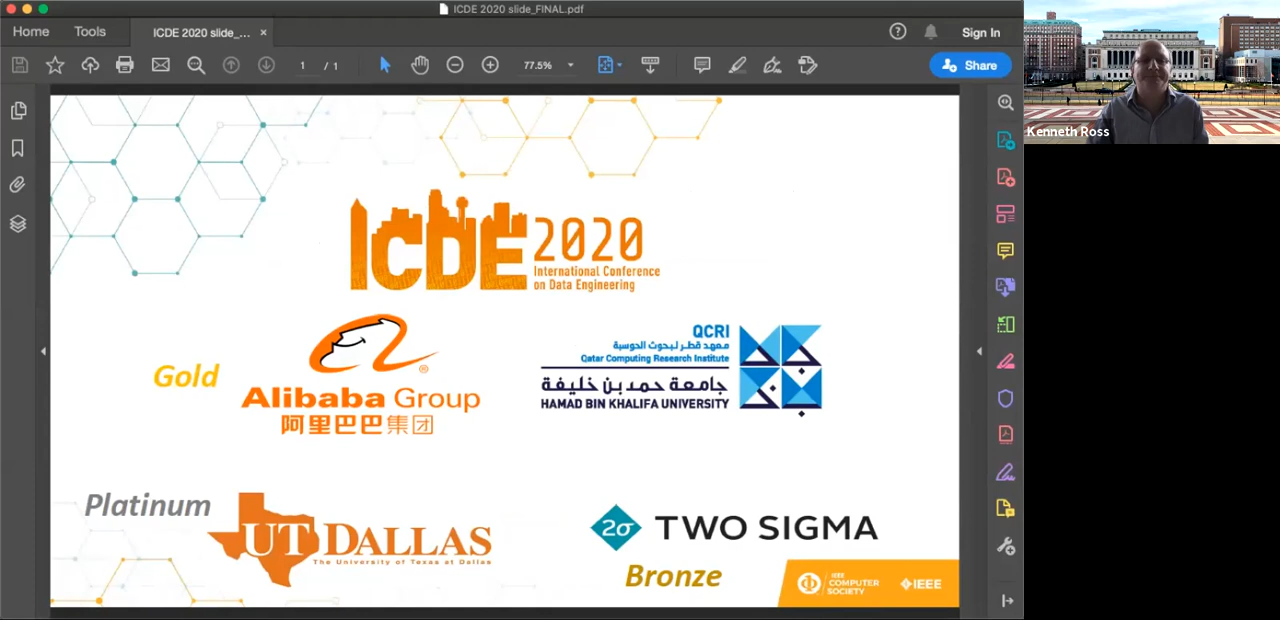 ICDE 2020 slide_FINAL.pdf
Home
Tools
ICDE 2020 slide_... ×
Sign In
1 / 1
77.5%
Share
Kenneth Ross
ICDE 2020
International Conference
on Data Engineering
Gold
Alibaba Group
阿里巴巴集团
QCRI
معهد قطر لبحوث الحوسبة
Qatar Computing Research Institute
جامعة حمد بن خليفة
HAMAD BIN KHALIFA UNIVERSITY
Platinum
UT DALLAS
The University of Texas at Dallas
2σ TWO SIGMA
Bronze
IEEE
COMPUTER
SOCIETY
IEEE